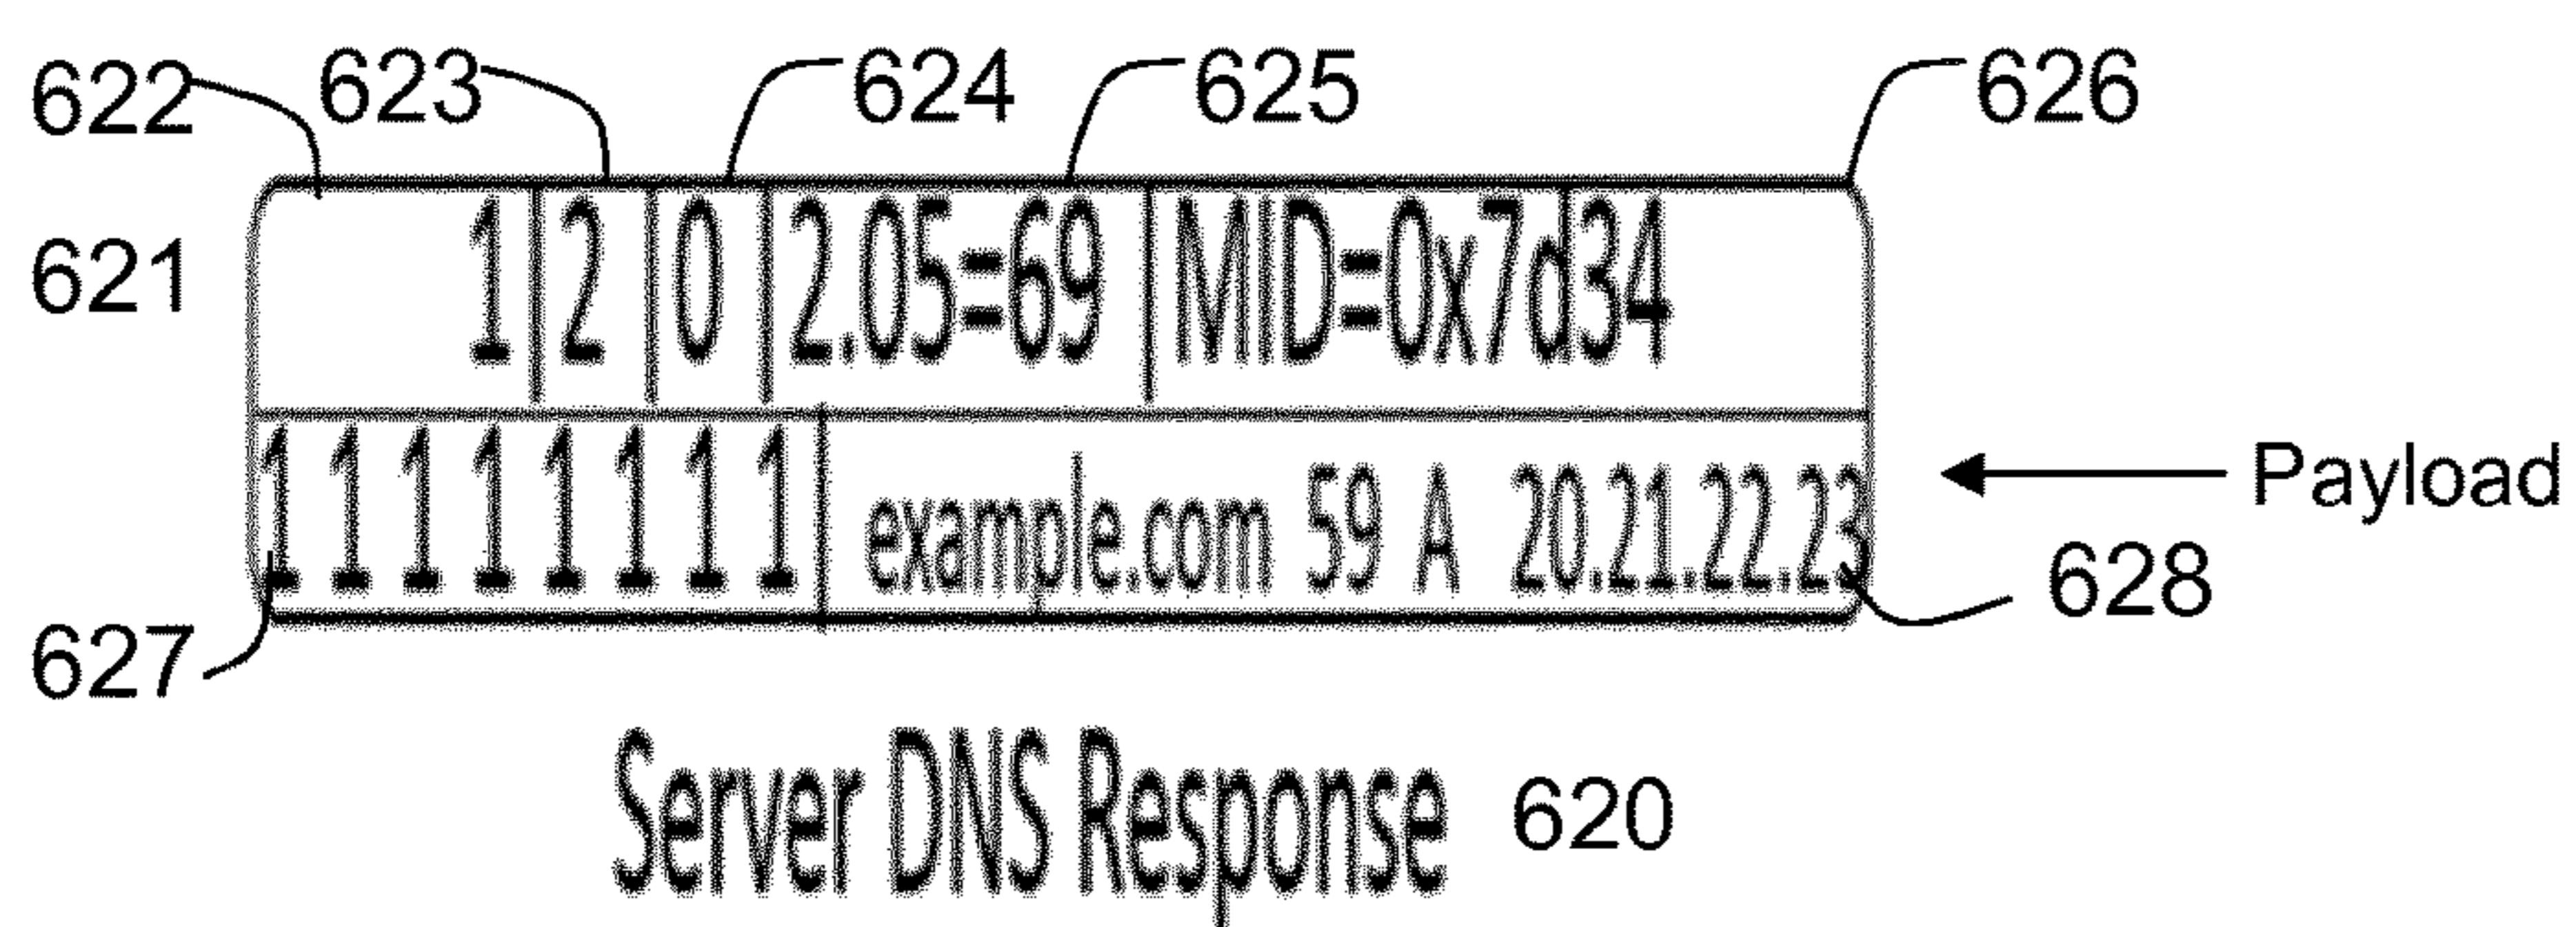 622 623 624 625 626
621 1 2 0 2.05=69 MID=0x7d34
1 1 1 1 1 1 1 1 example.com 59 A 20.21.22.23 Payload
627 628
Server DNS Response 620